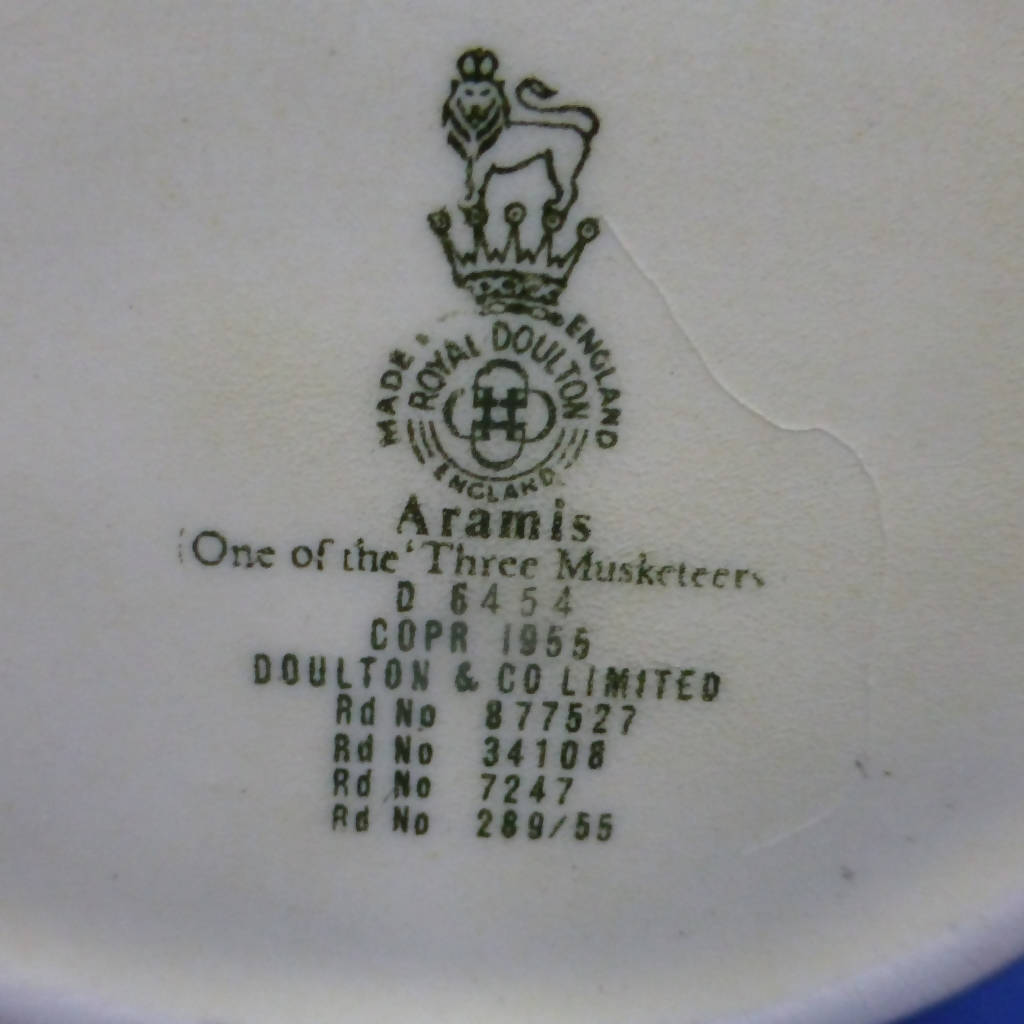 MADE ENGLAND
ROYAL DOULTON
ENGLAND
Aramis
(One of the 'Three Musketeers
D 6454
COPR 1955
DOULTON & CO LIMITED
Rd No 877527
Rd No 34108
Rd No 7247
Rd No 289/55